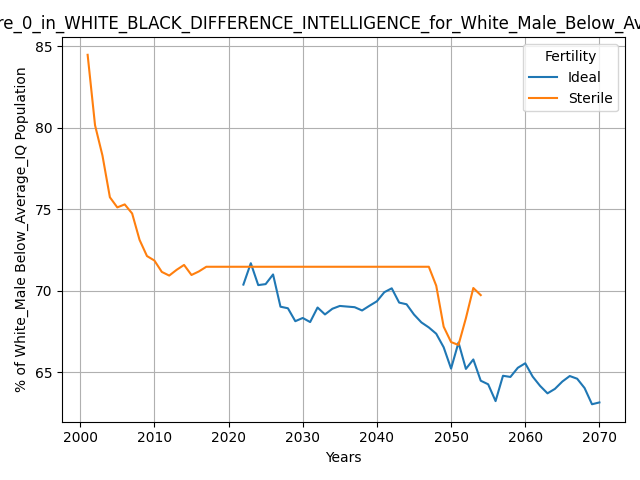 re_0_in_WHITE_BLACK_DIFFERENCE_INTELLIGENCE_for_White_Male_Below_Av
85
80
75
70
65
% of White_Male Below_Average_IQ Population
Fertility
Ideal
Sterile
2000 2010 2020 2030 2040 2050 2060 2070
Years